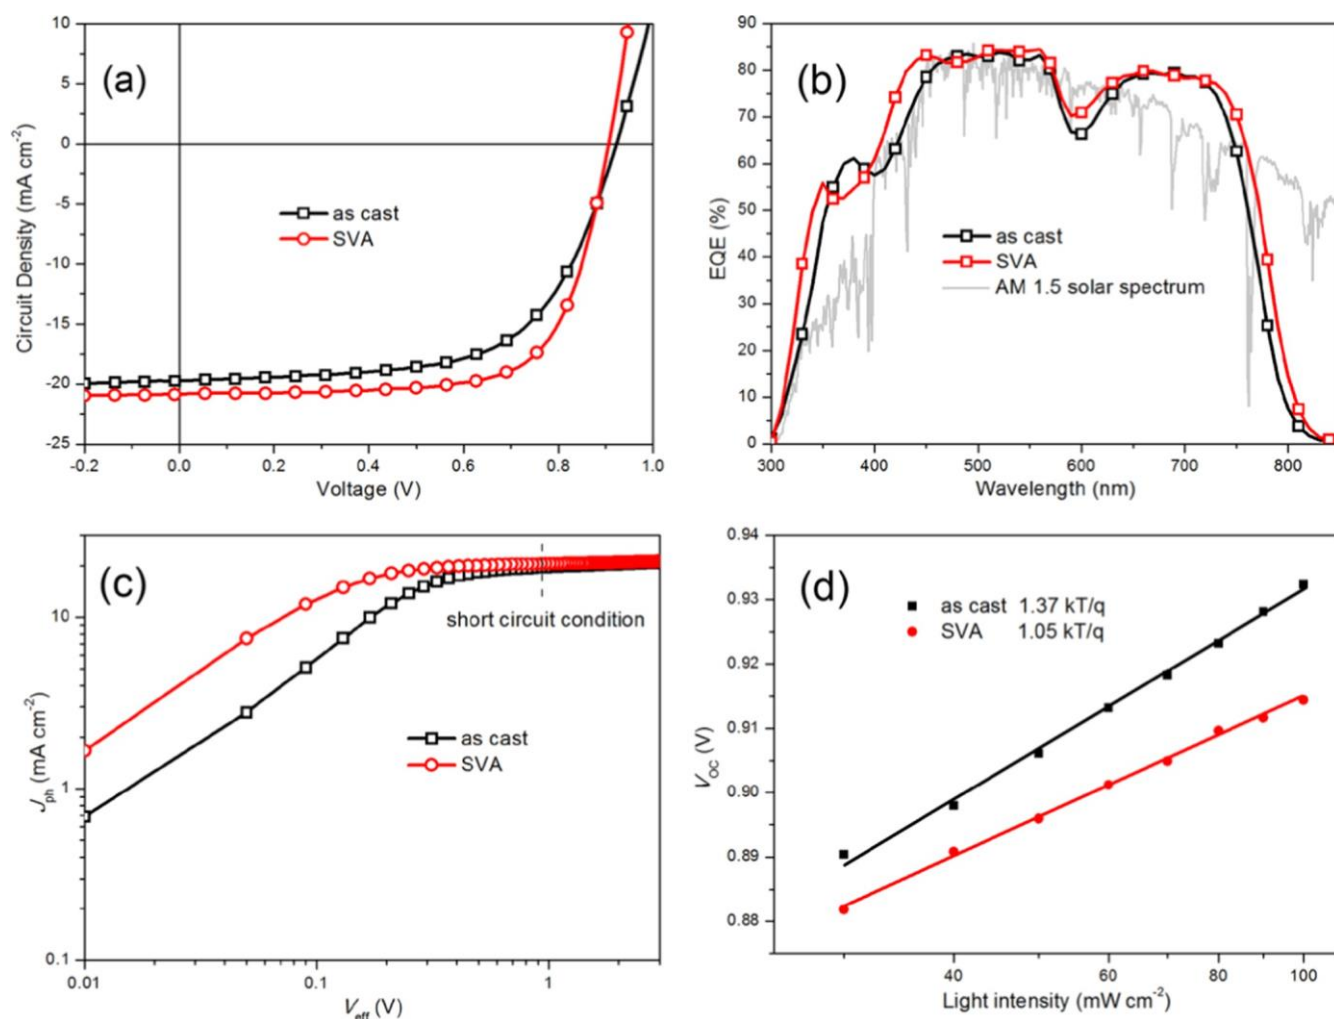 (a)
10
5
0
-5
-10
-15
-20
-25
Circuit Density (mA cm⁻²)
as cast
SVA
-0.2 0.0 0.2 0.4 0.6 0.8 1.0
Voltage (V)
(b)
90
80
70
60
50
40
30
20
10
0
EQE (%)
as cast
SVA
AM 1.5 solar spectrum
300 400 500 600 700 800
Wavelength (nm)
(c)
10
1
0.1
Jph (mA cm⁻²)
short circuit condition
as cast
SVA
0.01 0.1 1
Veff (V)
(d)
0.94
0.93
0.92
0.91
0.90
0.89
0.88
VOC (V)
as cast 1.37 kT/q
SVA 1.05 kT/q
40 60 80 100
Light intensity (mW cm⁻²)